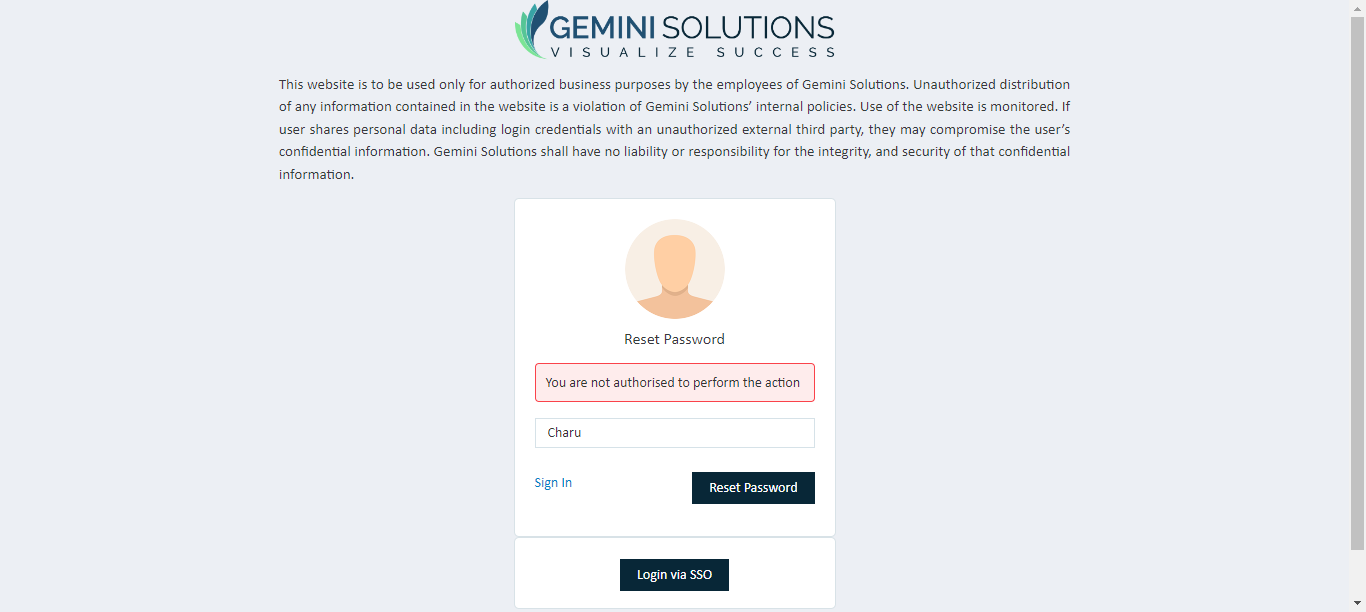 GEMINI SOLUTIONS
VISUALIZE SUCCESS
This website is to be used only for authorized business purposes by the employees of Gemini Solutions. Unauthorized distribution
of any information contained in the website is a violation of Gemini Solutions’ internal policies. Use of the website is monitored. If
user shares personal data including login credentials with an unauthorized external third party, they may compromise the user’s
confidential information. Gemini Solutions shall have no liability or responsibility for the integrity, and security of that confidential
information.
Reset Password
You are not authorised to perform the action
Charu
Sign In
Reset Password
Login via SSO